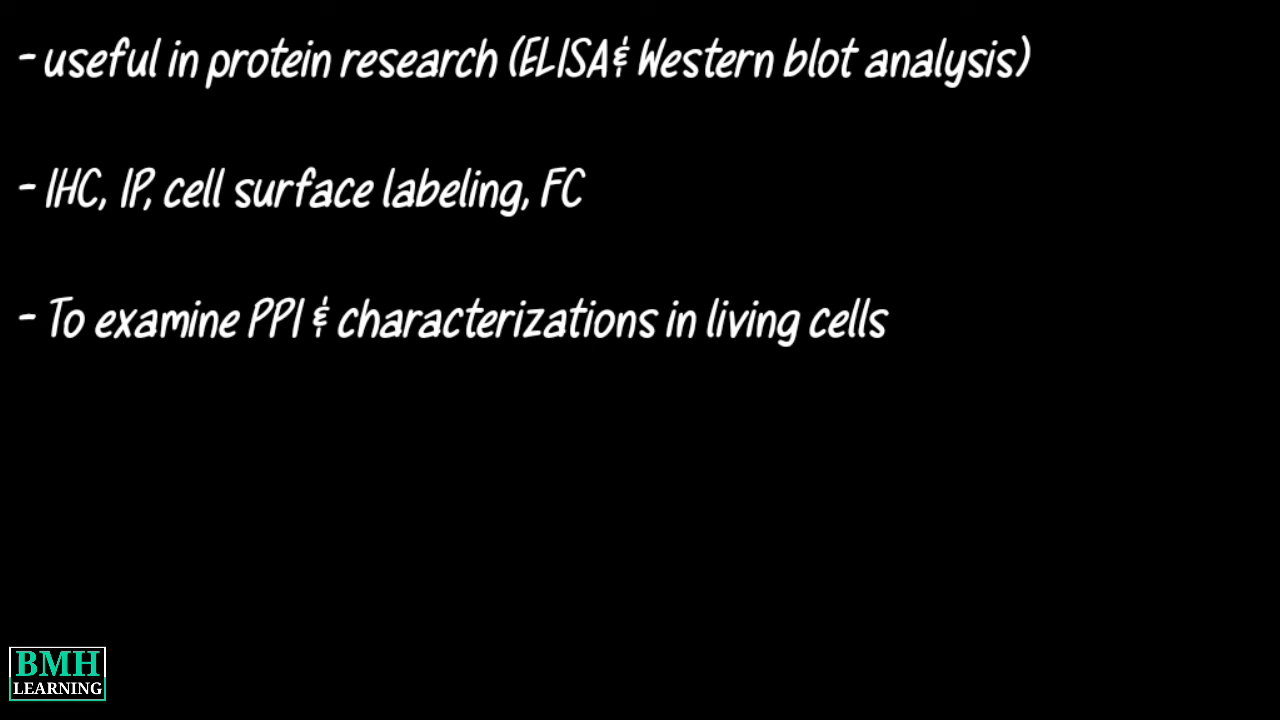 - useful in protein research (ELISA& Western blot analysis)
- IHC, IP, cell surface labeling, FC
- To examine PPI & characterizations in living cells
BMH
LEARNING